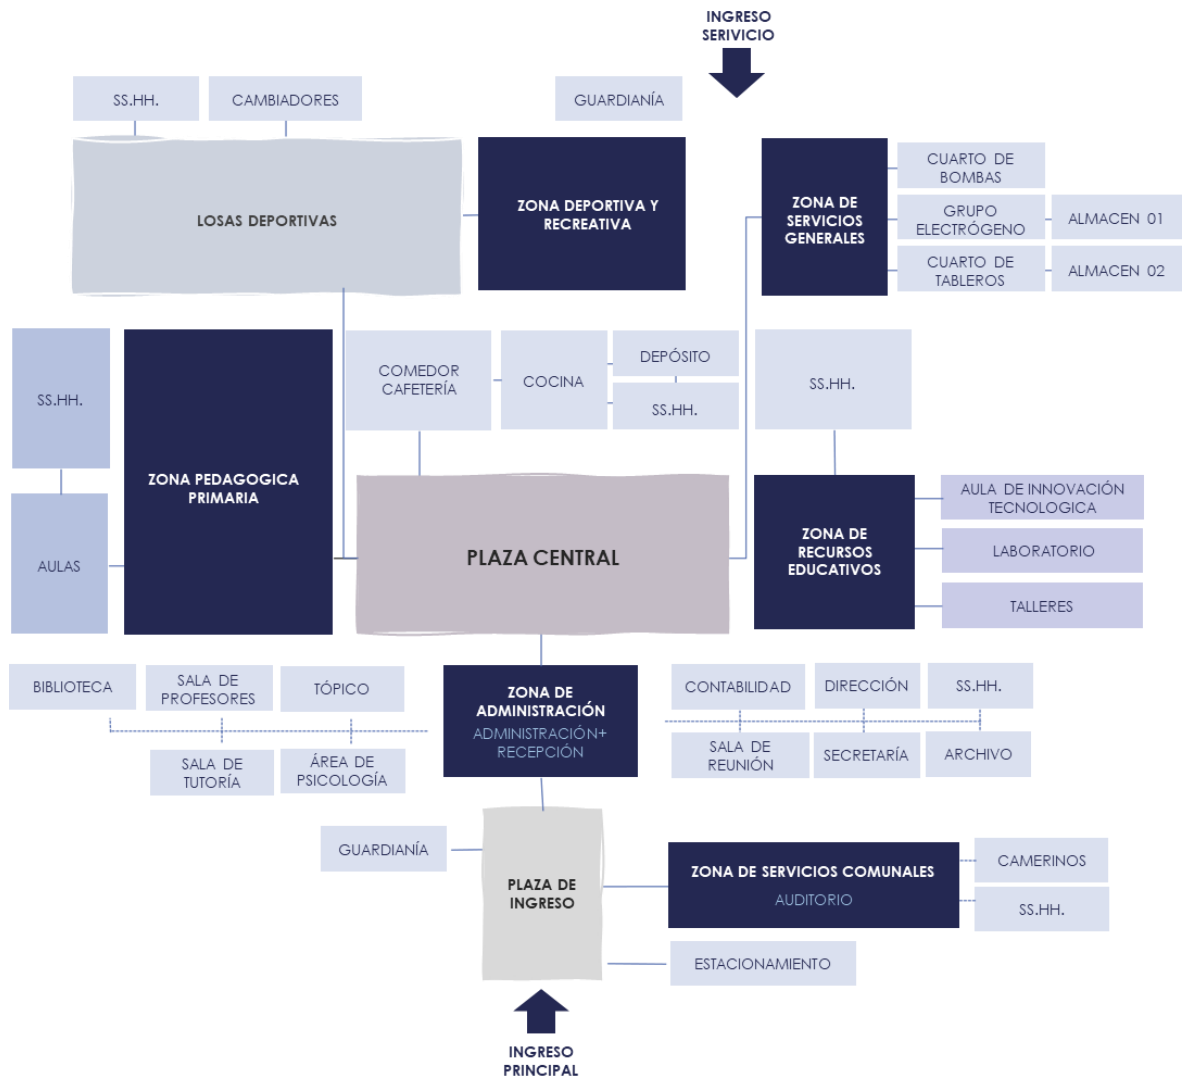 INGRESO
SERIVICIO
SS.HH.
CAMBIADORES
GUARDIANÍA
LOSAS DEPORTIVAS
ZONA DEPORTIVA Y
RECREATIVA
ZONA DE
SERVICIOS
GENERALES
CUARTO DE
BOMBAS
GRUPO
ELECTRÓGENO
ALMACEN 01
CUARTO DE
TABLEROS
ALMACEN 02
SS.HH.
AULAS
ZONA PEDAGOGICA
PRIMARIA
COMEDOR
CAFETERÍA
COCINA
DEPÓSITO
SS.HH.
SS.HH.
PLAZA CENTRAL
ZONA DE
RECURSOS
EDUCATIVOS
AULA DE INNOVACIÓN
TECNOLOGICA
LABORATORIO
TALLERES
BIBLIOTECA
SALA DE
PROFESORES
TÓPICO
SALA DE
TUTORÍA
ÁREA DE
PSICOLOGÍA
ZONA DE
ADMINISTRACIÓN
ADMINISTRACIÓN+
RECEPCIÓN
CONTABILIDAD
DIRECCIÓN
SS.HH.
SALA DE
REUNIÓN
SECRETARÍA
ARCHIVO
GUARDIANÍA
PLAZA DE
INGRESO
ZONA DE SERVICIOS COMUNALES
AUDITORIO
CAMERINOS
SS.HH.
ESTACIONAMIENTO
INGRESO
PRINCIPAL